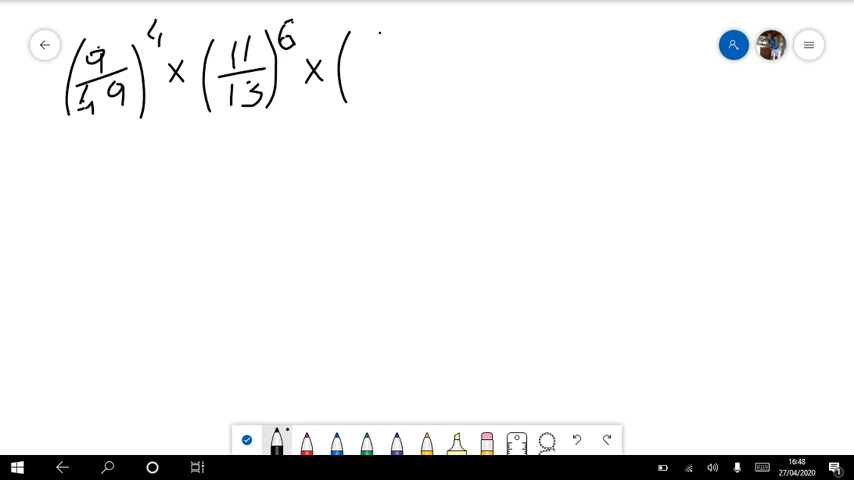 (9/49)^4 × (11/13)^6 × (
16:48
27/04/2020